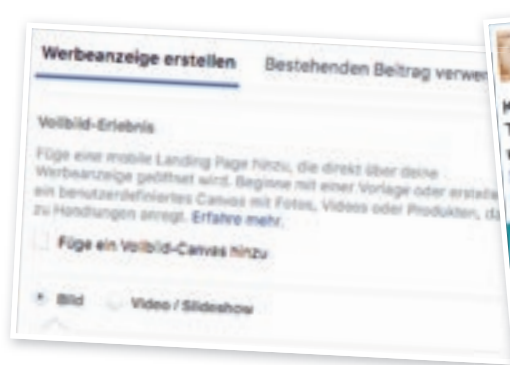 Werbeanzeige erstellen Bestehenden Beitrag verwen
Vollbild-Erlebnis
Füge eine mobile Landing Page hinzu, die direkt über deine
Werbeanzeige geöffnet wird. Beginne mit einer Vorlage oder erstelle
ein benutzerdefiniertes Canvas mit Fotos, Videos oder Produkten, da
zu Handlungen anregt. Erfahre mehr.
Füge ein Vollbild-Canvas hinzu
Bild Video / Slideshow